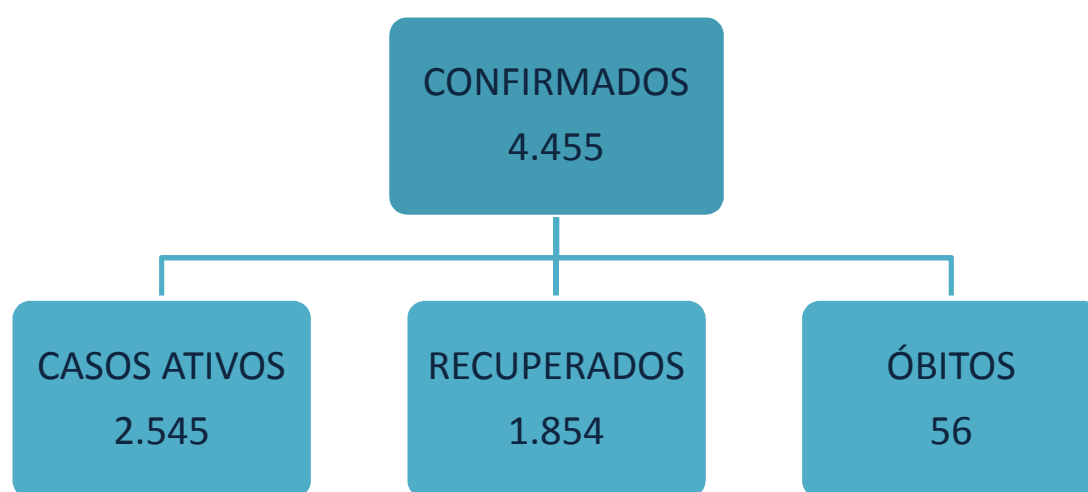 CONFIRMADOS
4.455
CASOS ATIVOS
2.545
RECUPERADOS
1.854
ÓBITOS
56